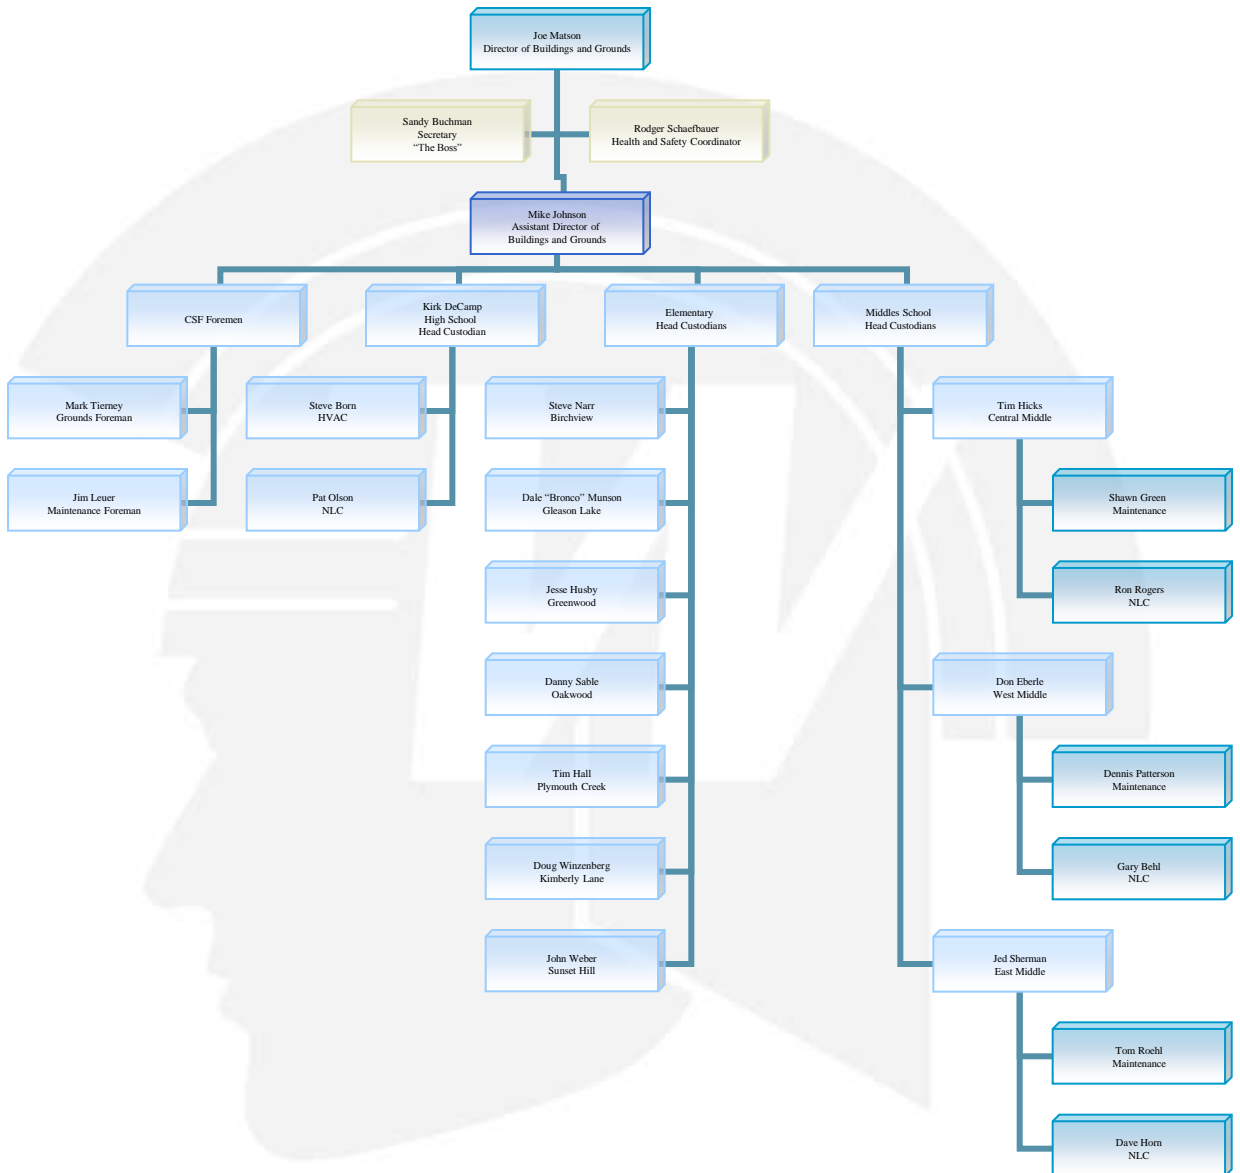 Joe Matson
Director of Buildings and Grounds
Sandy Buchman
Secretary
“The Boss”
Rodger Schaefbauer
Health and Safety Coordinator
Mike Johnson
Assistant Director of
Buildings and Grounds
CSF Foremen
Kirk DeCamp
High School
Head Custodian
Elementary
Head Custodians
Middles School
Head Custodians
Mark Tierney
Grounds Foreman
Jim Leuer
Maintenance Foreman
Steve Born
HVAC
Pat Olson
NLC
Steve Narr
Birchview
Dale “Bronco” Munson
Gleason Lake
Jesse Husby
Greenwood
Danny Sable
Oakwood
Tim Hall
Plymouth Creek
Doug Winzenberg
Kimberly Lane
John Weber
Sunset Hill
Tim Hicks
Central Middle
Shawn Green
Maintenance
Ron Rogers
NLC
Don Eberle
West Middle
Dennis Patterson
Maintenance
Gary Behl
NLC
Jed Sherman
East Middle
Tom Roehl
Maintenance
Dave Horn
NLC